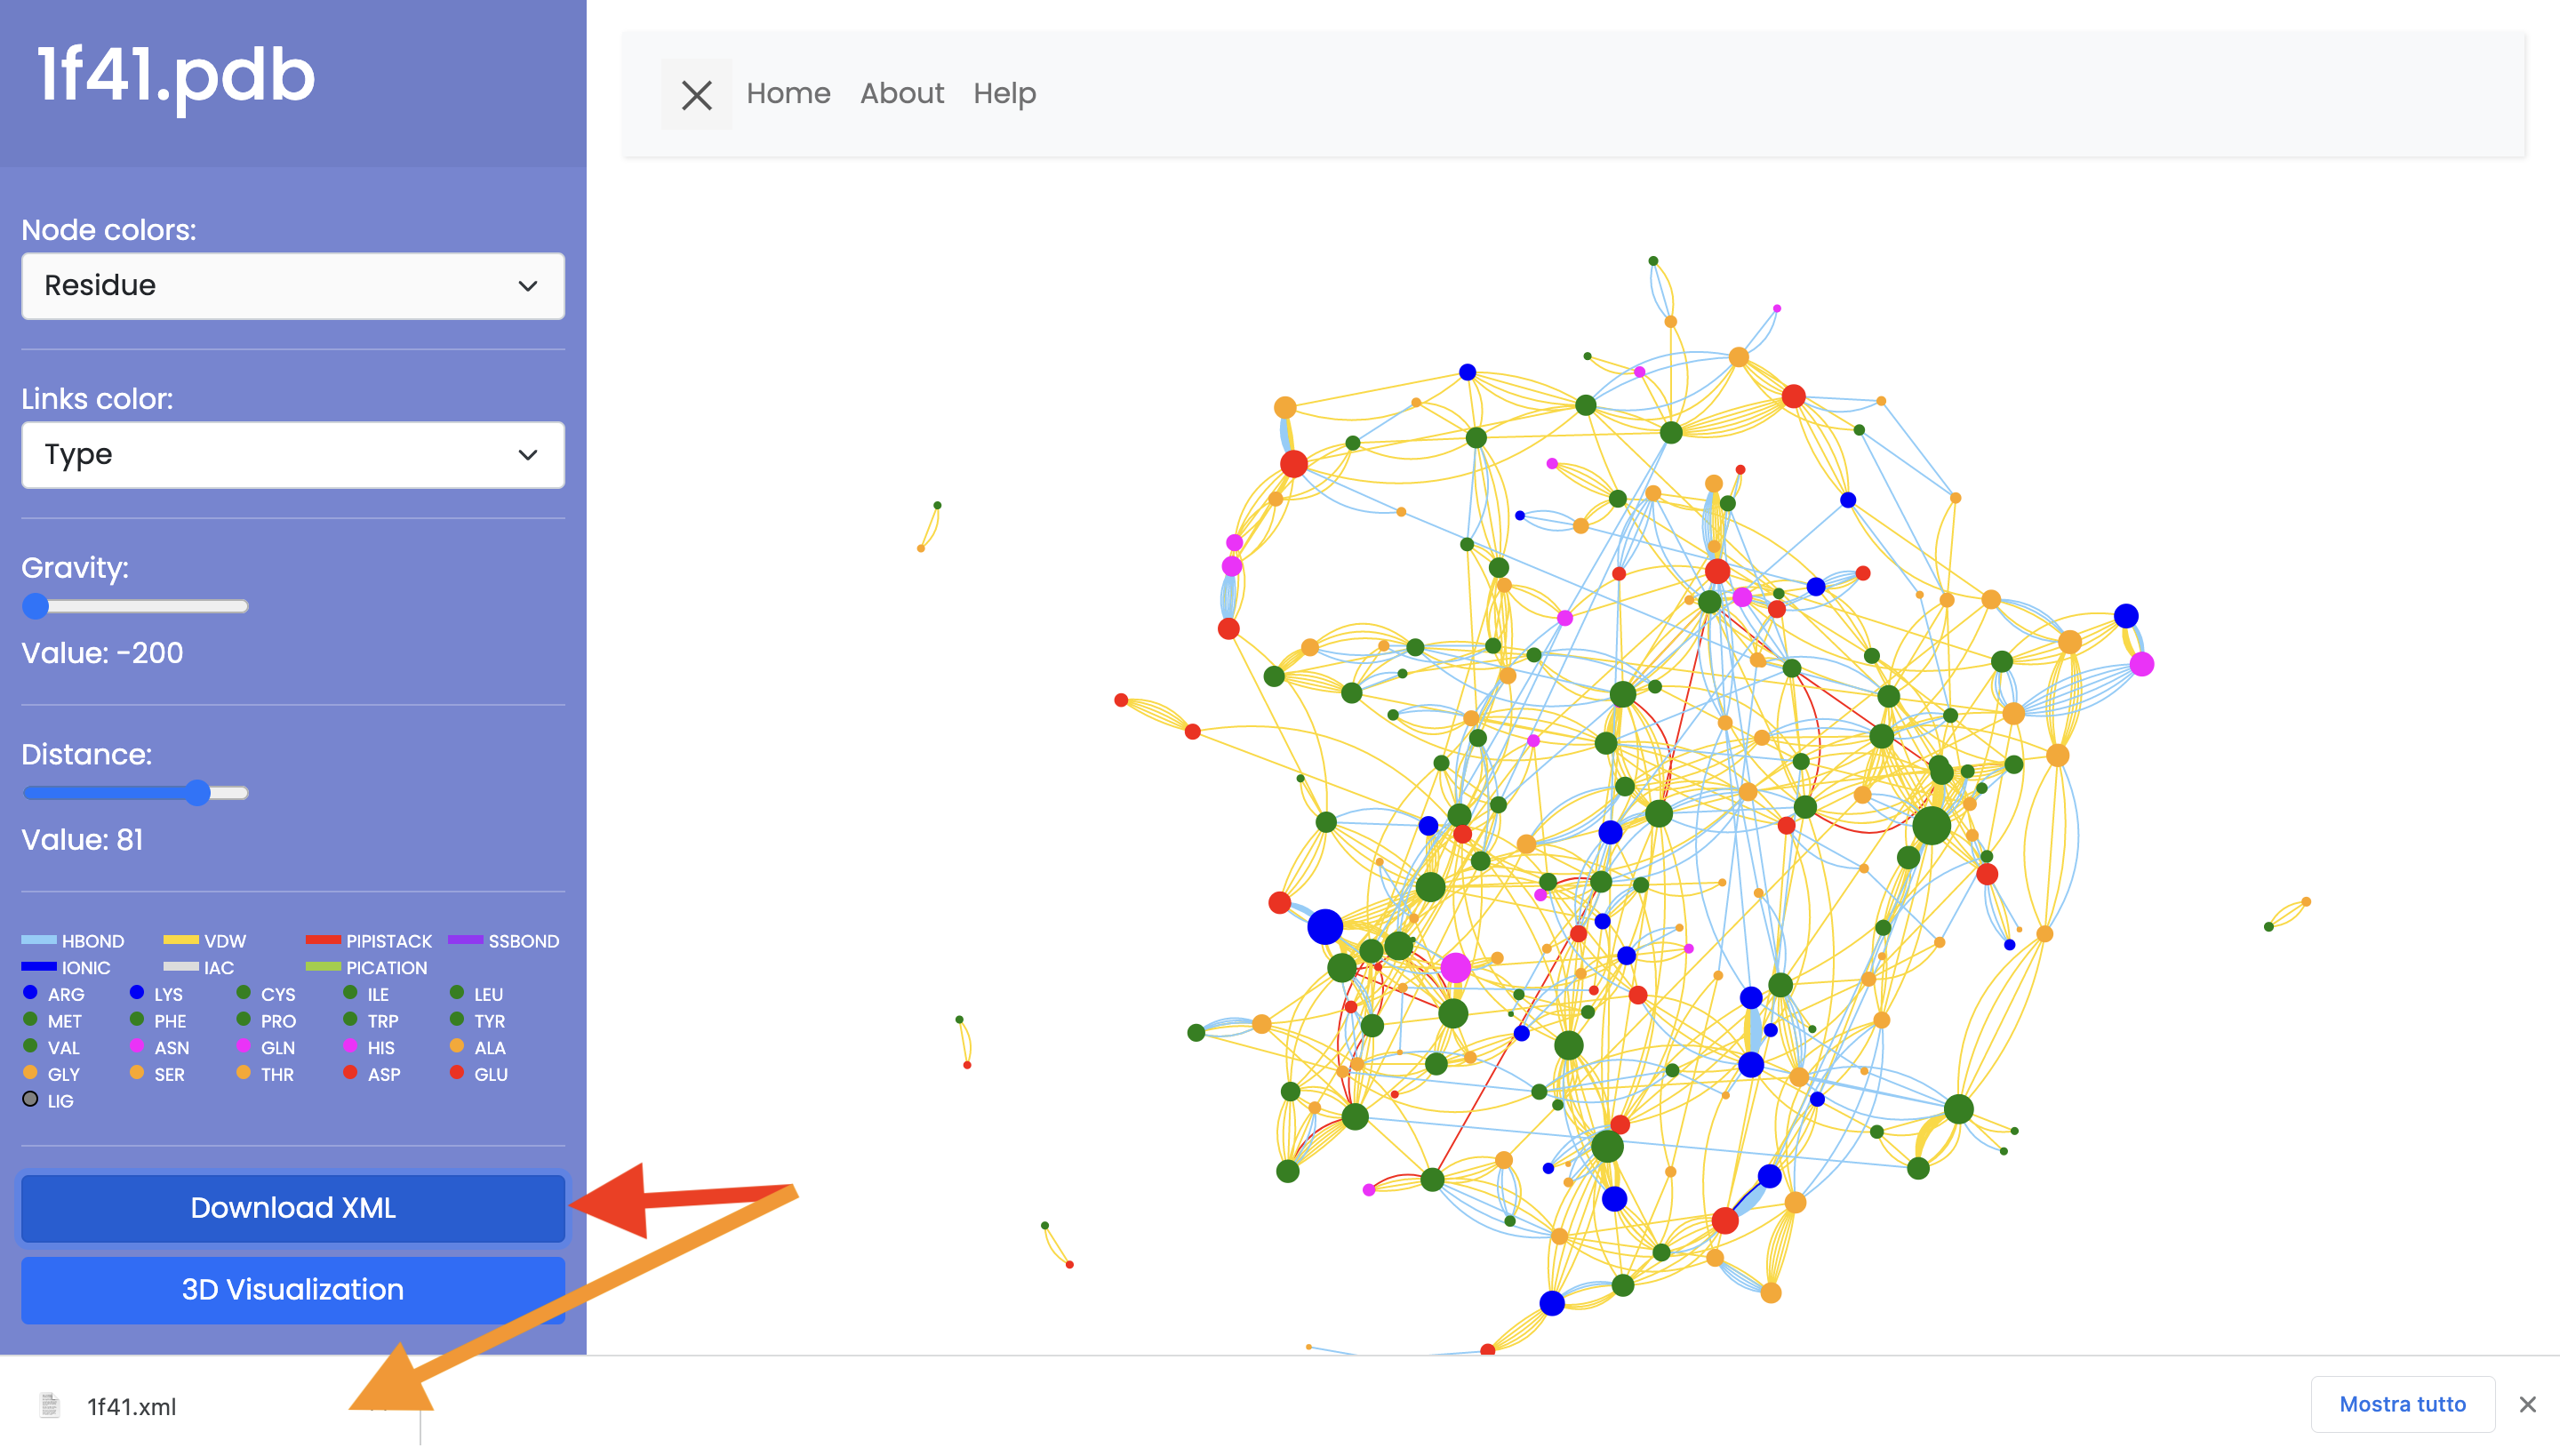 1f41.pdb
Home About Help
Node colors:
Residue
Links color:
Type
Gravity:
Value: -200
Distance:
Value: 81
HBOND VDW PIPISTACK SSBOND
IONIC IAC PICATION
ARG LYS CYS ILE LEU
MET PHE PRO TRP TYR
VAL ASN GLN HIS ALA
GLY SER THR ASP GLU
LIG
Download XML
3D Visualization
1f41.xml
Mostra tutto